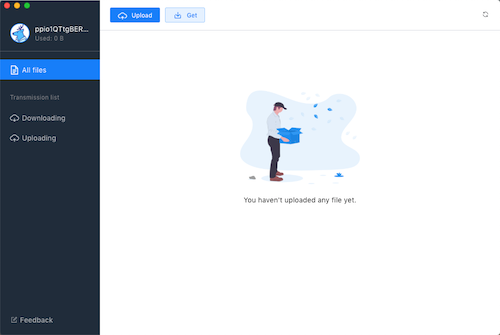 ppio1QTtgBER...
Used: 0 B
All files
Transmission list
Downloading
Uploading
Feedback
Upload
Get
You haven't uploaded any file yet.